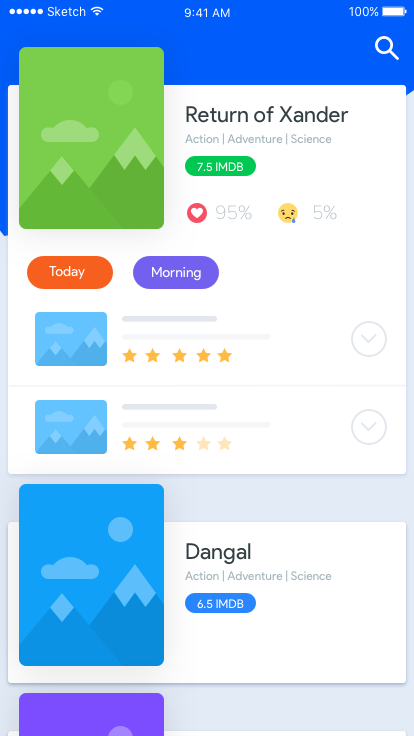 Sketch 9:41 AM 100%
Return of Xander
Action | Adventure | Science
7.5 IMDB
95% 5%
Today Morning
Dangal
Action | Adventure | Science
6.5 IMDB